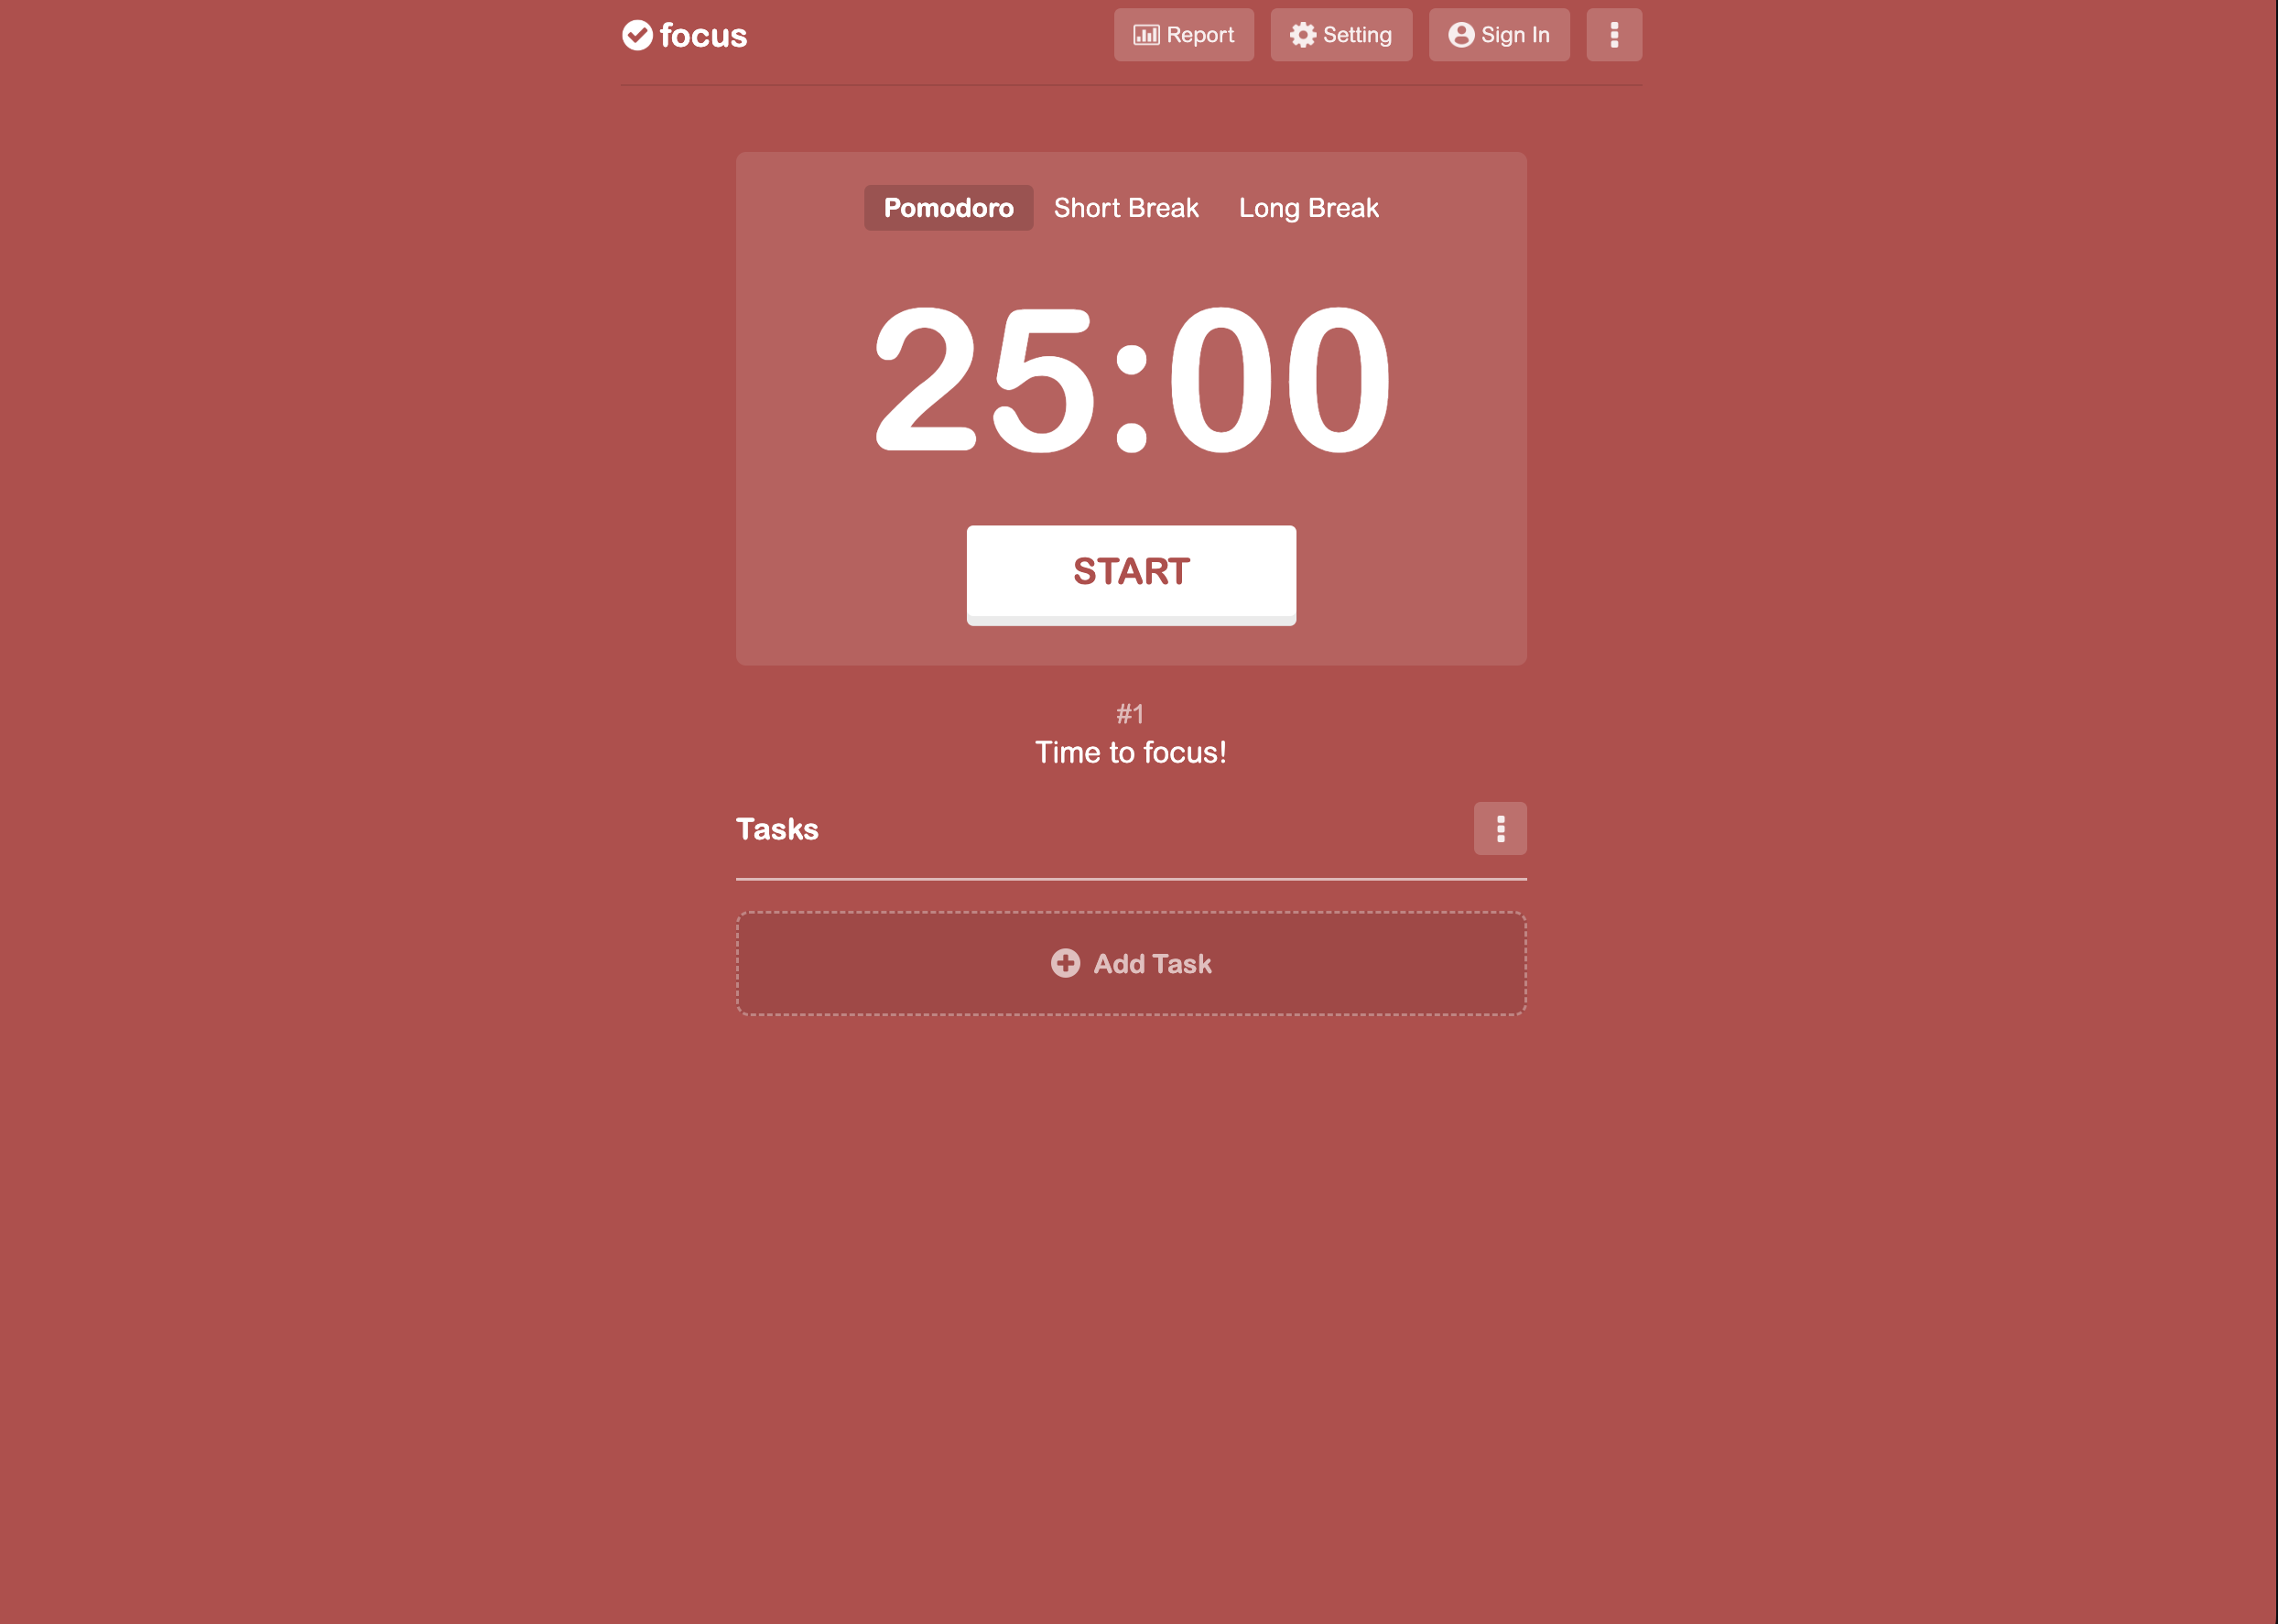 focus
Report
Setting
Sign In
Pomodoro
Short Break
Long Break
25:00
START
#1
Time to focus!
Tasks
Add Task